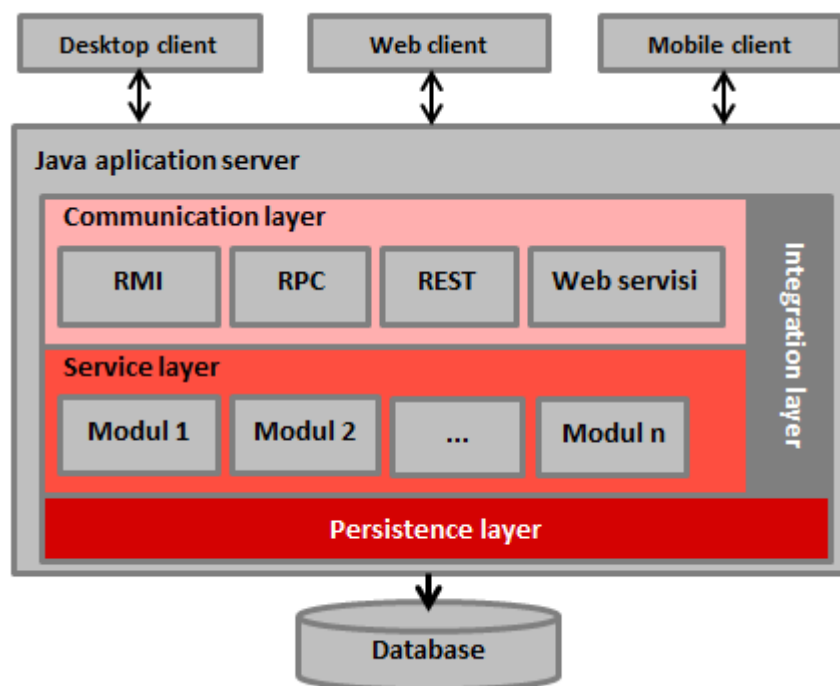 Desktop client
Web client
Mobile client
Java aplication server
Communication layer
RMI
RPC
REST
Web servisi
Integration layer
Service layer
Modul 1
Modul 2
...
Modul n
Persistence layer
Database